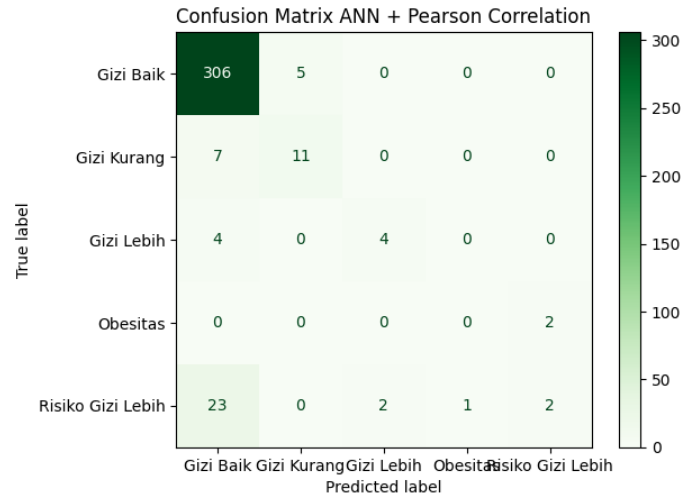 Confusion Matrix ANN + Pearson Correlation
True label
Gizi Baik 306 5 0 0 0
Gizi Kurang 7 11 0 0 0
Gizi Lebih 4 0 4 0 0
Obesitas 0 0 0 0 2
Risiko Gizi Lebih 23 0 2 1 2
Gizi Baik Gizi Kurang Gizi Lebih Obesitas Risiko Gizi Lebih
Predicted label
300
250
200
150
100
50
0